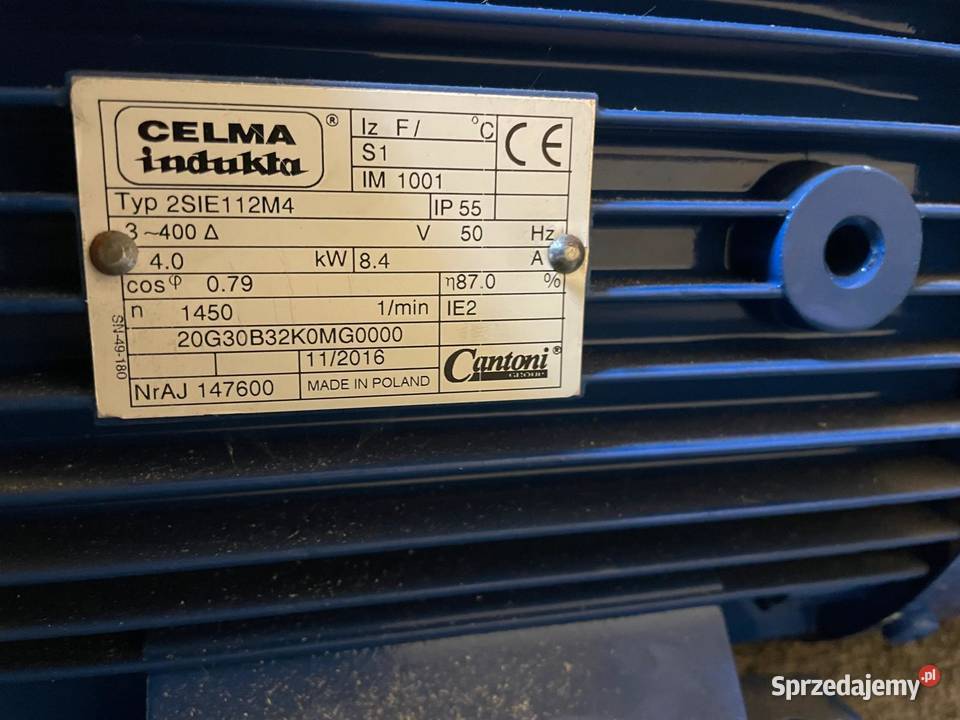 CELMA ®
indukta
Iz F/ °C
S1
IM 1001
CE
Typ 2SIE112M4 IP 55
3 ~400 Δ V 50 Hz
4.0 kW 8.4 A
cos φ 0.79 η87.0 %
n 1450 1/min IE2
20G30B32K0MG0000
11/2016
NrAJ 147600 MADE IN POLAND
Cantoni ®
GROUP
SN-49-180
Sprzedajemy.pl